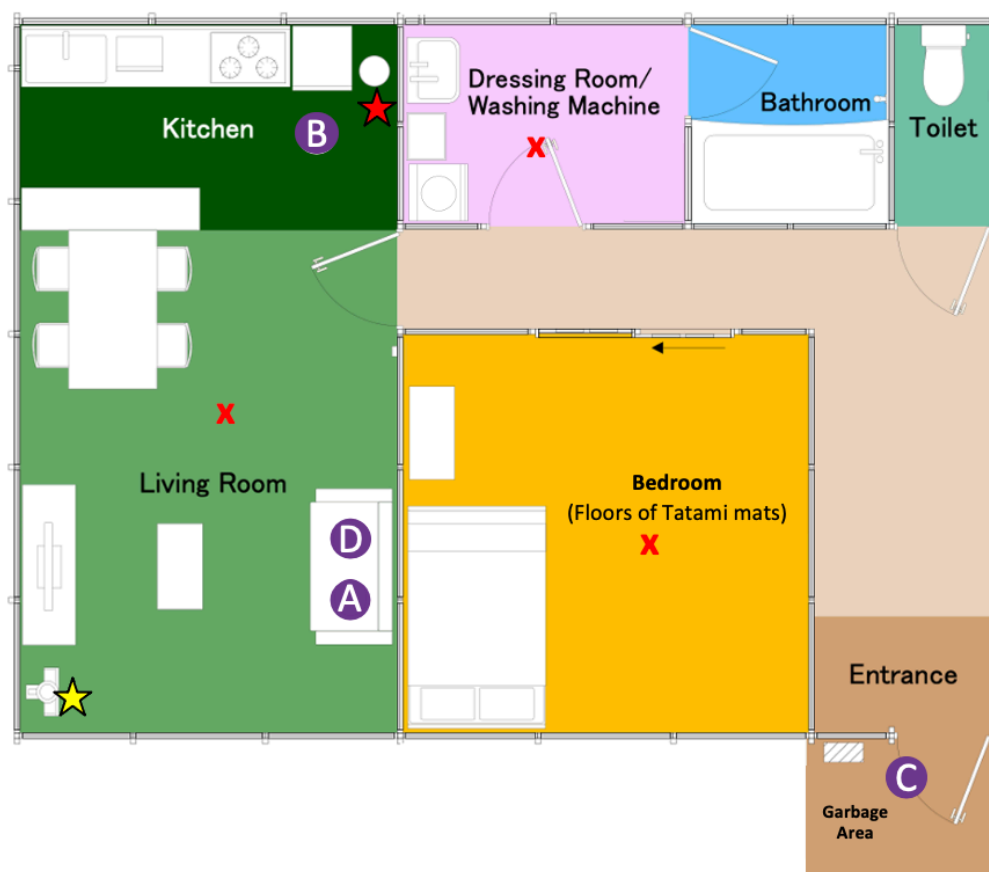 Kitchen
B
Dressing Room/
Washing Machine
x
Bathroom
Toilet
x
Living Room
D
A
Bedroom
(Floors of Tatami mats)
x
Entrance
C
Garbage
Area